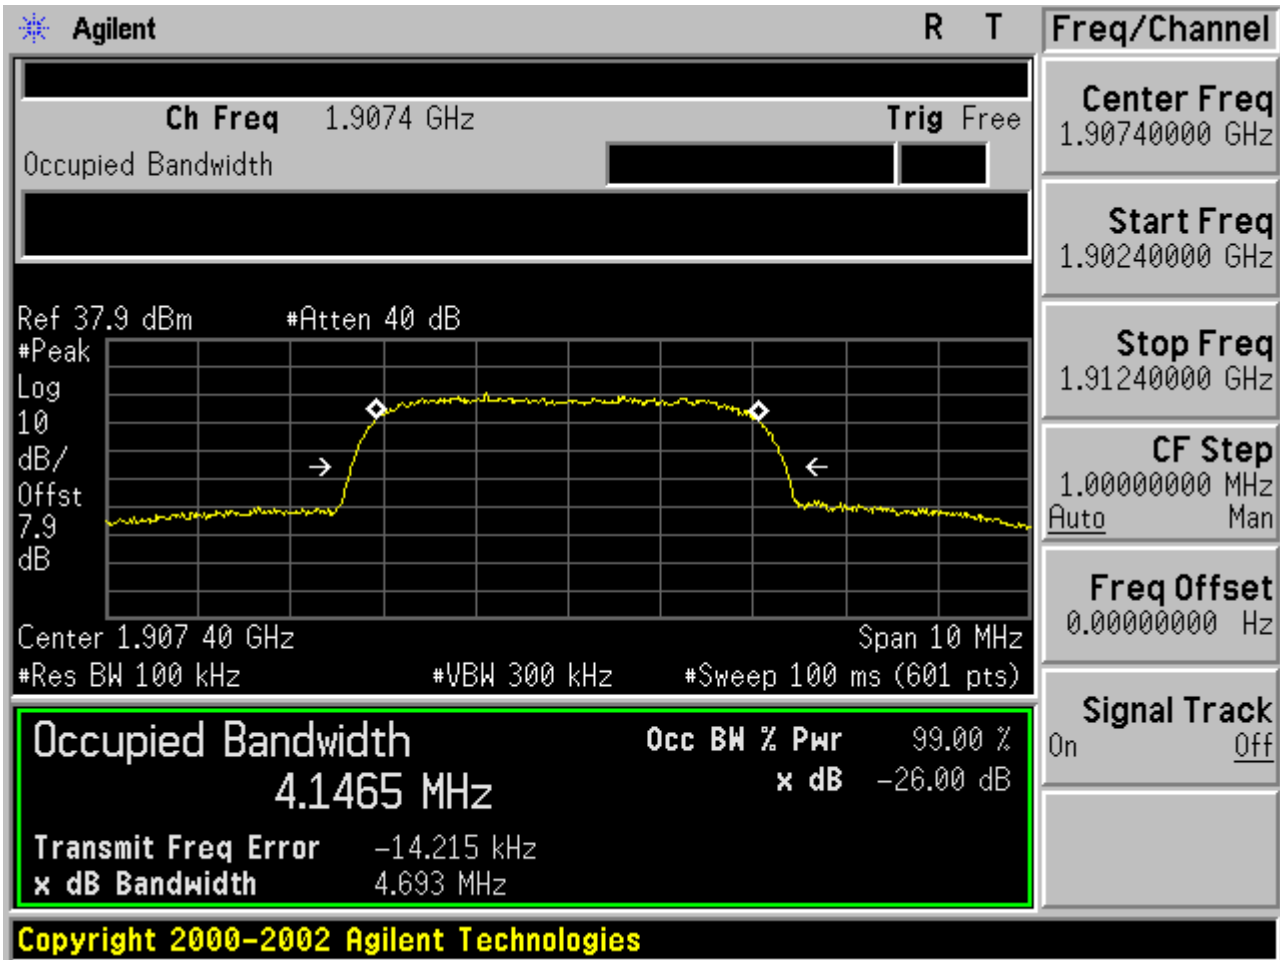 Agilent R T
Ch Freq 1.9074 GHz Trig Free
Occupied Bandwidth
Ref 37.9 dBm #Atten 40 dB
#Peak
Log
10
dB/
Offst
7.9
dB
Center 1.907 40 GHz Span 10 MHz
#Res BW 100 kHz #VBW 300 kHz #Sweep 100 ms (601 pts)
Occupied Bandwidth Occ BW % Pwr 99.00 %
4.1465 MHz x dB -26.00 dB
Transmit Freq Error -14.215 kHz
x dB Bandwidth 4.693 MHz
Copyright 2000-2002 Agilent Technologies
Freq/Channel
Center Freq
1.90740000 GHz
Start Freq
1.90240000 GHz
Stop Freq
1.91240000 GHz
CF Step
1.00000000 MHz
Auto Man
Freq Offset
0.00000000 Hz
Signal Track
On Off